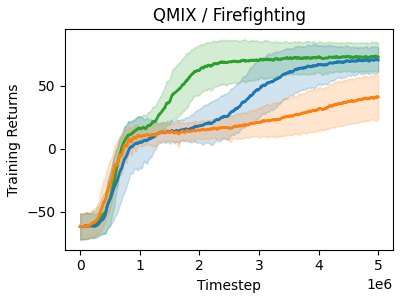 QMIX / Firefighting
Training Returns
50
0
−50
0 1 2 3 4 5
1e6
Timestep